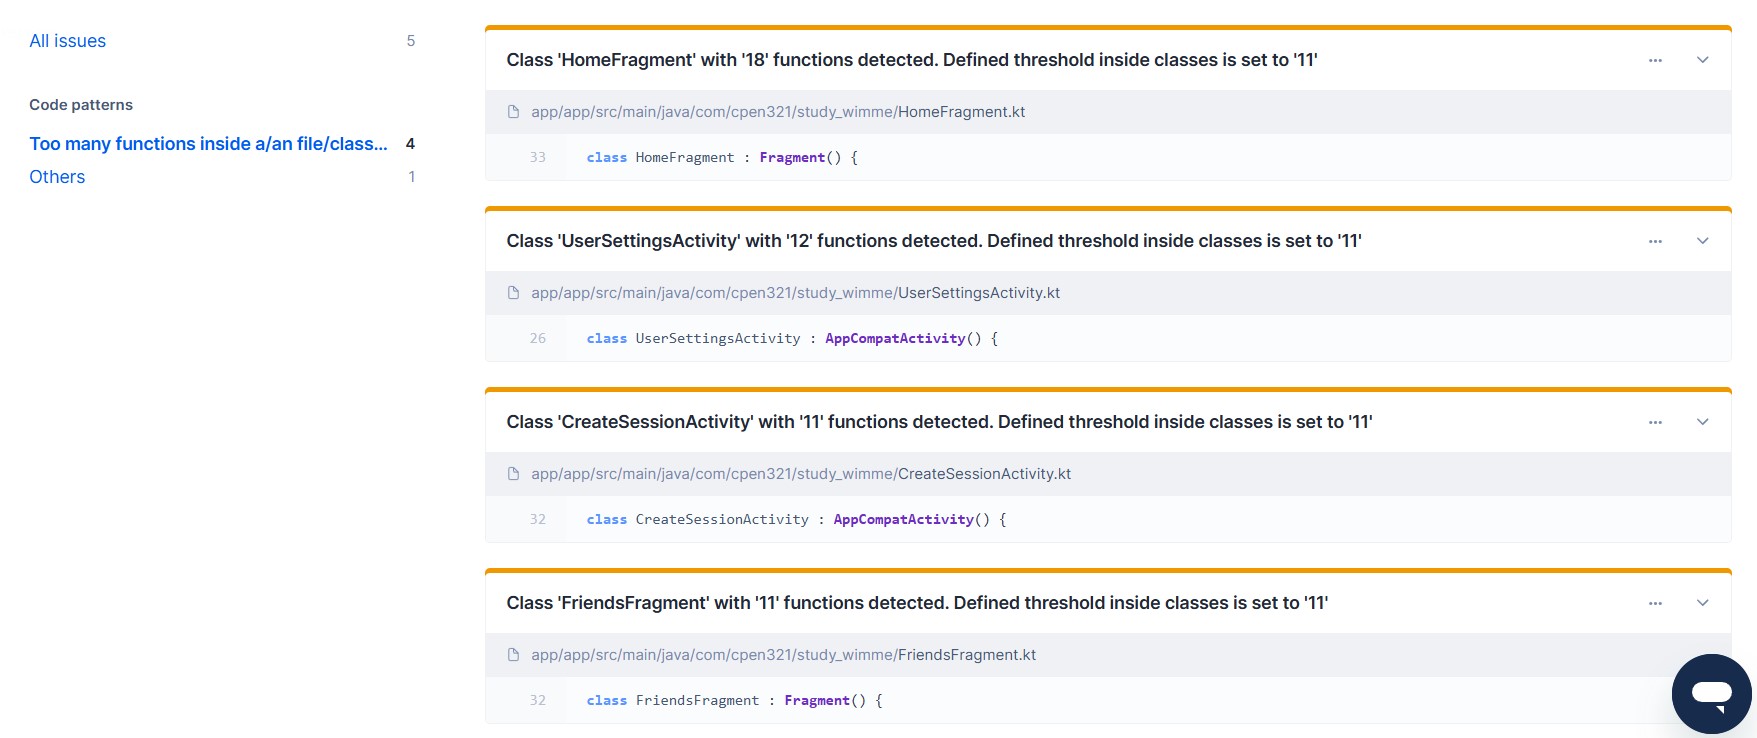 All issues 5
Code patterns
Too many functions inside a/an file/class... 4
Others 1
Class 'HomeFragment' with '18' functions detected. Defined threshold inside classes is set to '11'
app/app/src/main/java/com/cpen321/study_wimme/HomeFragment.kt
33 class HomeFragment : Fragment() {
Class 'UserSettingsActivity' with '12' functions detected. Defined threshold inside classes is set to '11'
app/app/src/main/java/com/cpen321/study_wimme/UserSettingsActivity.kt
26 class UserSettingsActivity : AppCompatActivity() {
Class 'CreateSessionActivity' with '11' functions detected. Defined threshold inside classes is set to '11'
app/app/src/main/java/com/cpen321/study_wimme/CreateSessionActivity.kt
32 class CreateSessionActivity : AppCompatActivity() {
Class 'FriendsFragment' with '11' functions detected. Defined threshold inside classes is set to '11'
app/app/src/main/java/com/cpen321/study_wimme/FriendsFragment.kt
32 class FriendsFragment : Fragment() {